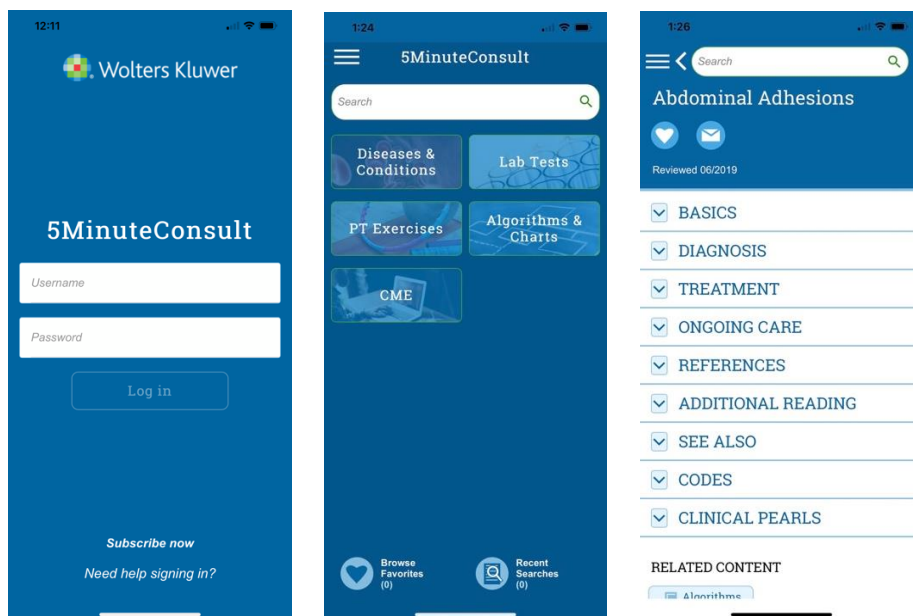 12:11
Wolters Kluwer
5MinuteConsult
Username
Password
Log in
Subscribe now
Need help signing in?
1:24
5MinuteConsult
Search
Diseases &
Conditions
Lab Tests
PT Exercises
Algorithms &
Charts
CME
Browse
Favorites
(0)
Recent
Searches
(0)
1:26
Search
Abdominal Adhesions
Reviewed 06/2019
BASICS
DIAGNOSIS
TREATMENT
ONGOING CARE
REFERENCES
ADDITIONAL READING
SEE ALSO
CODES
CLINICAL PEARLS
RELATED CONTENT
Algorithms